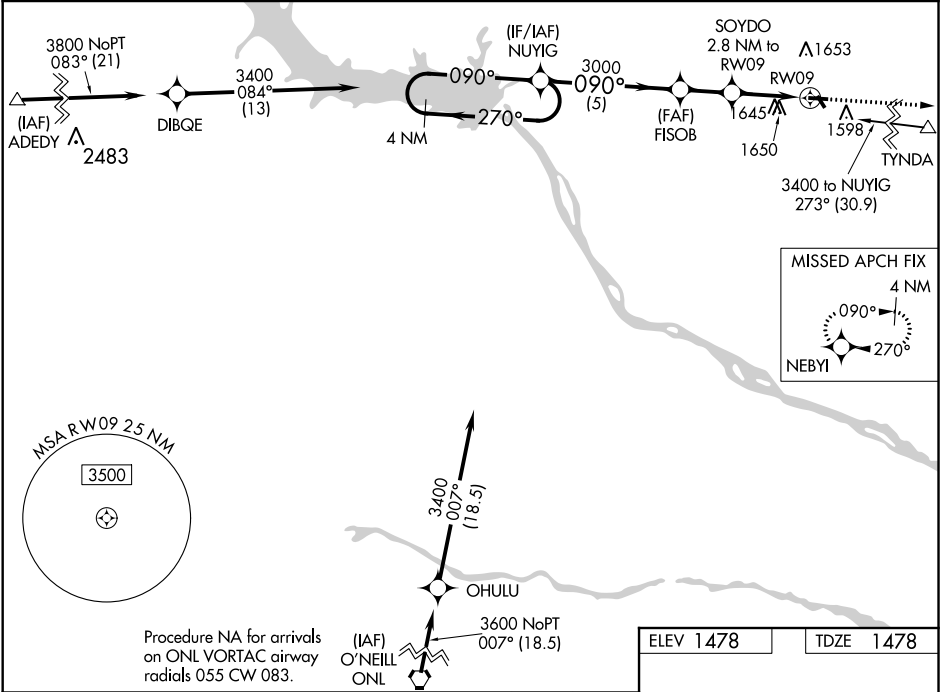 3800 NoPT
083° (21)
(IAF)
ADEDY
2483
DIBQE
3400
084°
(13)
4 NM
090°
270°
(IF/IAF)
NUYIG
3000
090°
(5)
(FAF)
FISOB
SOYDO
2.8 NM to
RW09
1653
RW09
1645
1650
1598
TYNDA
3400 to NUYIG
273° (30.9)
MISSED APCH FIX
4 NM
090°
270°
NEBYI
MSA RW09 25 NM
3500
3400
007°
(18.5)
OHULU
3600 NoPT
007° (18.5)
(IAF)
O'NEILL
ONL
Procedure NA for arrivals
on ONL VORTAC airway
radials 055 CW 083.
ELEV 1478
TDZE 1478